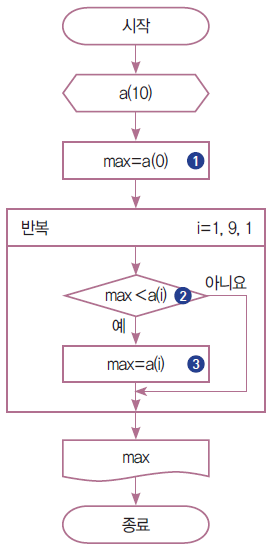 시작
a(10)
max=a(0) 1
반복 i=1, 9, 1
max<a(i) 2 아니요
예
max=a(i) 3
max
종료